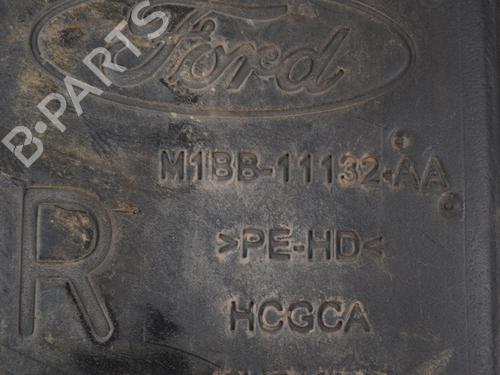 B-PARTS
Ford
M1BB-11132-AA
>PE-HD<
R
HCGCA